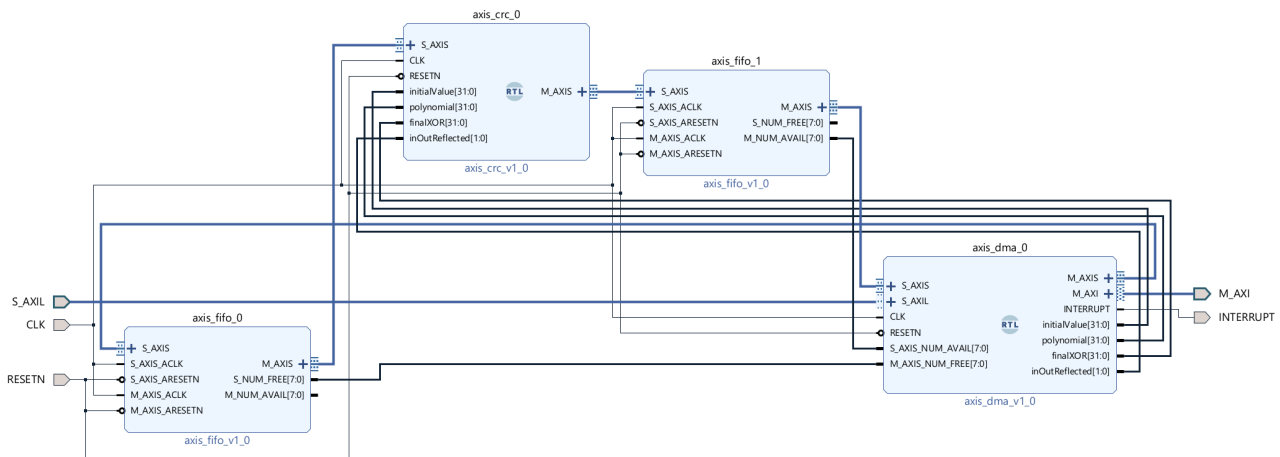 axis_crc_0
S_AXIS
CLK
RESETN
initialValue[31:0]
polynomial[31:0]
finalXOR[31:0]
inOutReflected[1:0]
RTL
M_AXIS
axis_crc_v1_0
axis_fifo_1
S_AXIS
S_AXIS_ACLK
S_AXIS_ARESETN
M_AXIS_ACLK
M_AXIS_ARESETN
M_AXIS
S_NUM_FREE[7:0]
M_NUM_AVAIL[7:0]
axis_fifo_v1_0
S_AXIL
CLK
RESETN
axis_fifo_0
S_AXIS
S_AXIS_ACLK
S_AXIS_ARESETN
M_AXIS_ACLK
M_AXIS_ARESETN
M_AXIS
S_NUM_FREE[7:0]
M_NUM_AVAIL[7:0]
axis_fifo_v1_0
axis_dma_0
S_AXIS
S_AXIL
CLK
RESETN
S_AXIS_NUM_AVAIL[7:0]
M_AXIS_NUM_FREE[7:0]
RTL
M_AXIS
M_AXI
INTERRUPT
initialValue[31:0]
polynomial[31:0]
finalXOR[31:0]
inOutReflected[1:0]
axis_dma_v1_0
M_AXI
INTERRUPT